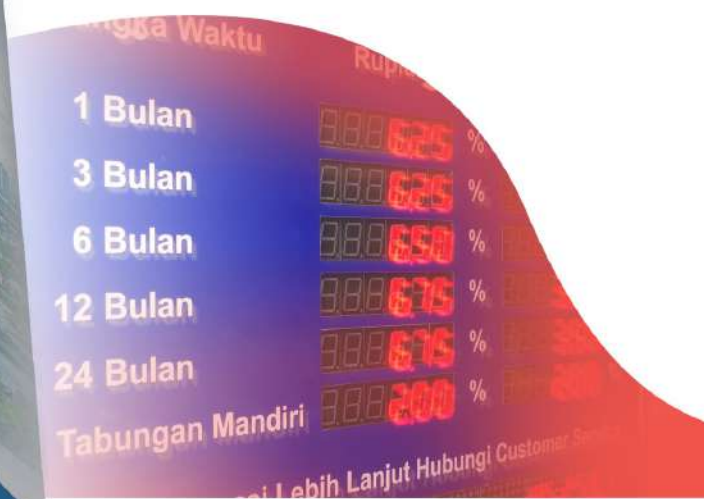 Waktu
1 Bulan 6.25 %
3 Bulan 6.25 %
6 Bulan 6.50 %
12 Bulan 6.75 %
24 Bulan 6.75 %
Tabungan Mandiri 2.00 %
Lebih Lanjut Hubungi Customer